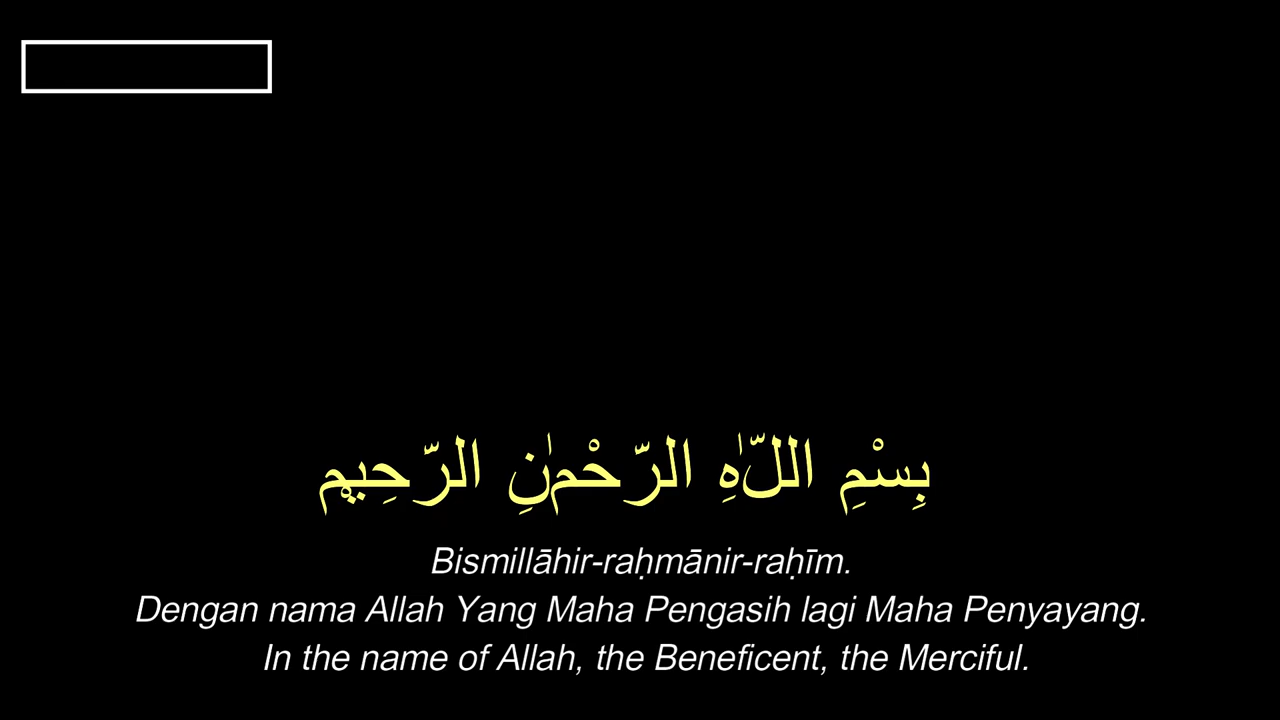 بِسْمِ اللّٰهِ الرَّحْمٰنِ الرَّحِيمِ
Bismillāhir-raḥmānir-raḥīm.
Dengan nama Allah Yang Maha Pengasih lagi Maha Penyayang.
In the name of Allah, the Beneficent, the Merciful.